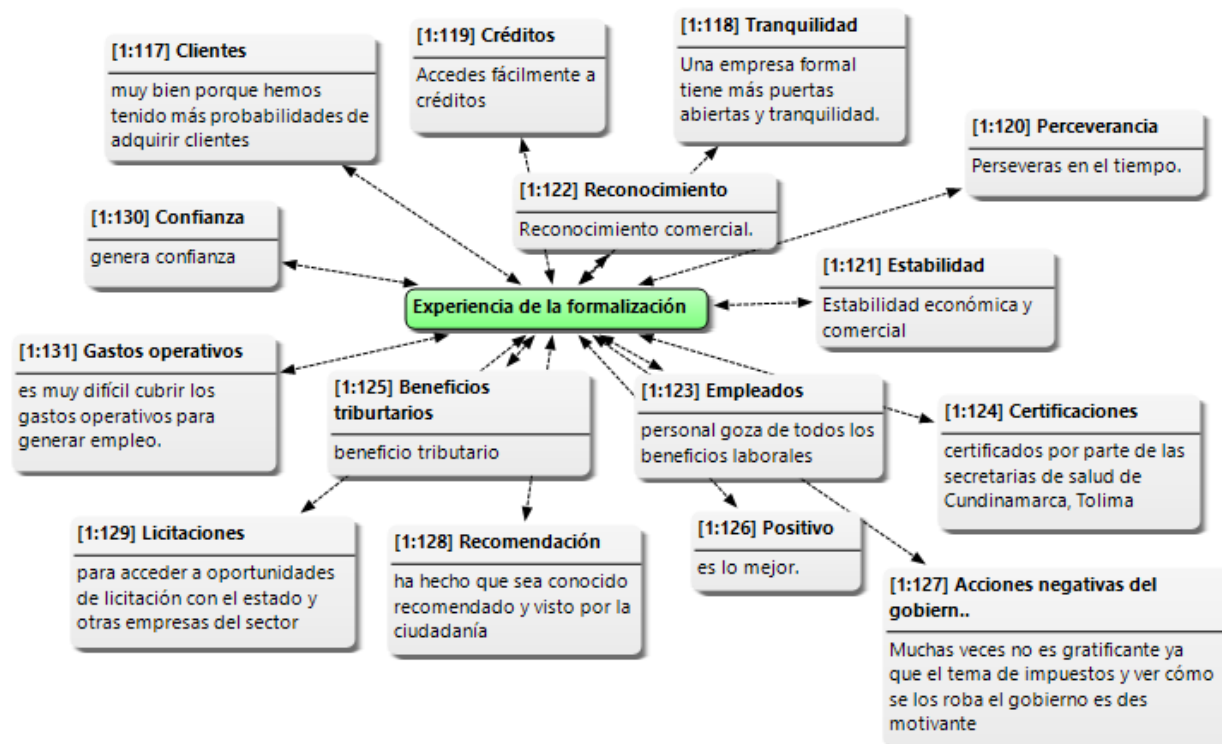 [1:117] Clientes
muy bien porque hemos
tenido más probabilidades de
adquirir clientes
[1:119] Créditos
Accedes fácilmente a
créditos
[1:118] Tranquilidad
Una empresa formal
tiene más puertas
abiertas y tranquilidad.
[1:120] Perceverancia
Perseveras en el tiempo.
[1:122] Reconocimiento
Reconocimiento comercial.
[1:130] Confianza
genera confianza
[1:121] Estabilidad
Estabilidad económica y
comercial
Experiencia de la formalización
[1:131] Gastos operativos
es muy difícil cubrir los
gastos operativos para
generar empleo.
[1:125] Beneficios
triburtarios
beneficio tributario
[1:123] Empleados
personal goza de todos los
beneficios laborales
[1:124] Certificaciones
certificados por parte de las
secretarias de salud de
Cundinamarca, Tolima
[1:129] Licitaciones
para acceder a oportunidades
de licitación con el estado y
otras empresas del sector
[1:128] Recomendación
ha hecho que sea conocido
recomendado y visto por la
ciudadanía
[1:126] Positivo
es lo mejor.
[1:127] Acciones negativas del
gobiern..
Muchas veces no es gratificante ya
que el tema de impuestos y ver cómo
se los roba el gobierno es des
motivante